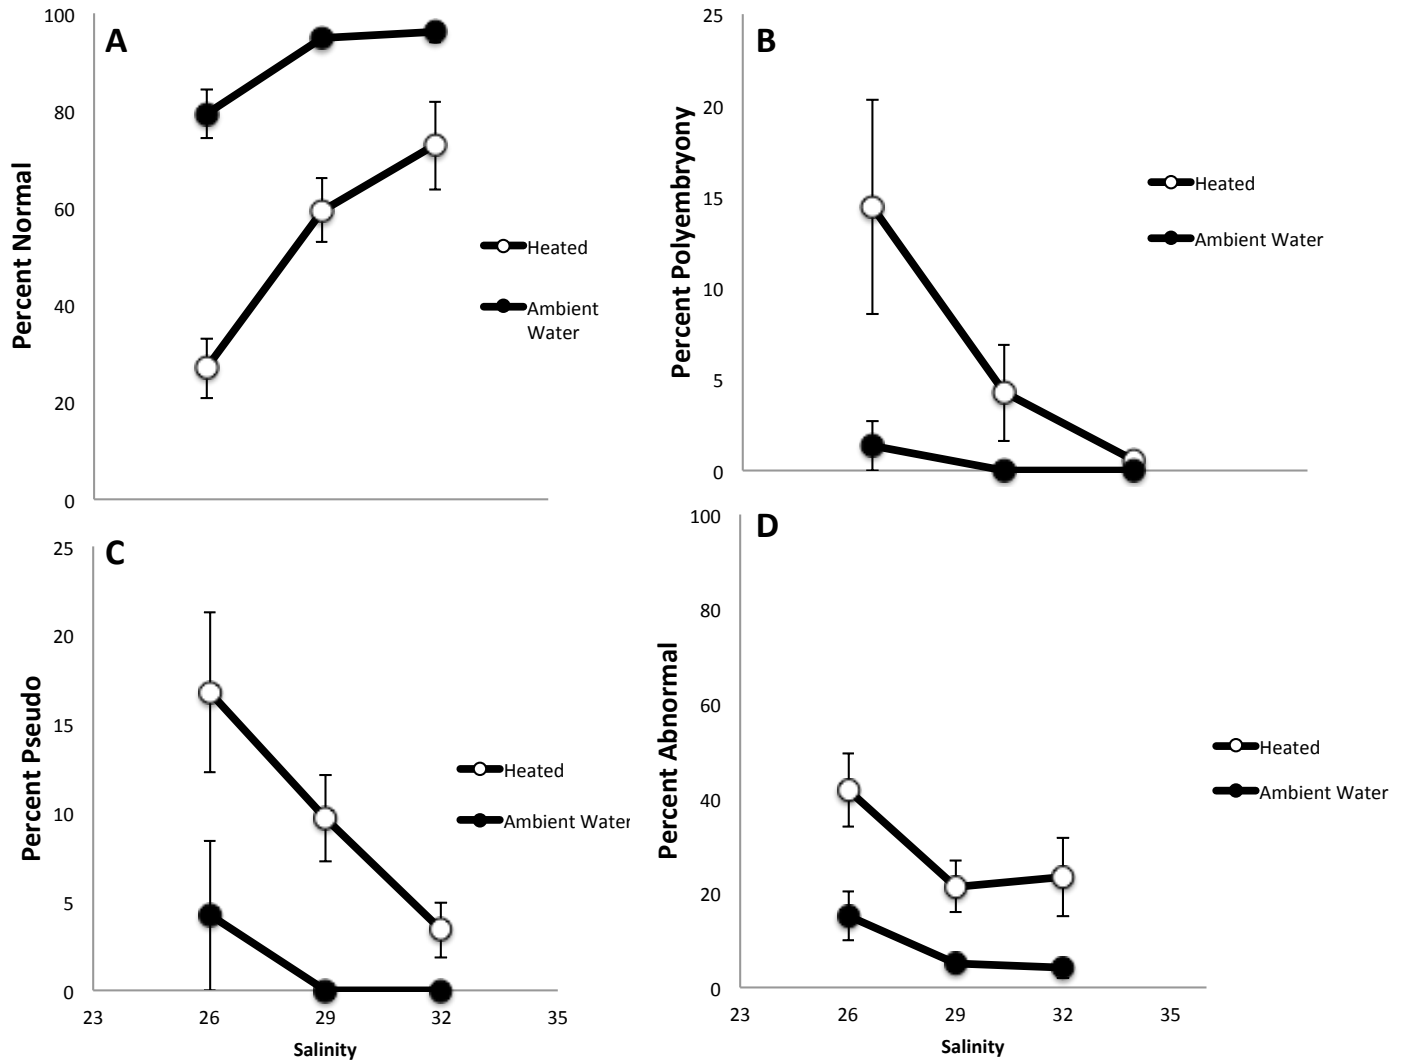 A
100
80
60
40
20
0
Percent Normal
Heated
Ambient
Water
B
25
20
15
10
5
0
Percent Polyembryony
Heated
Ambient Water
C
25
20
15
10
5
0
Percent Pseudo
23 26 29 32 35
Salinity
Heated
Ambient Water
D
100
80
60
40
20
0
Percent Abnormal
23 26 29 32 35
Salinity
Heated
Ambient Water